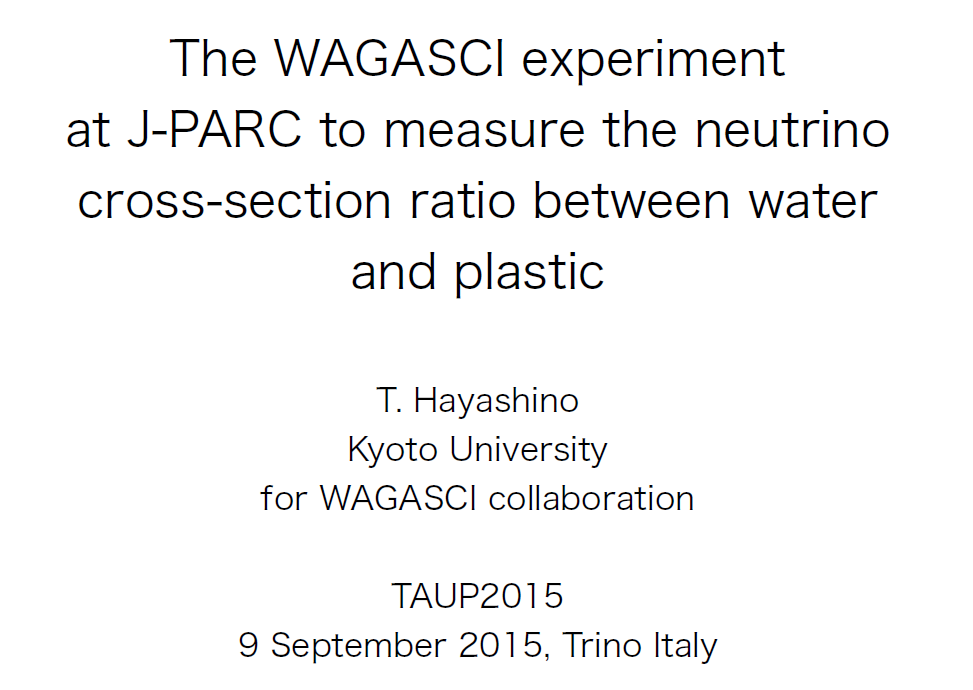 The WAGASCI experiment
at J-PARC to measure the neutrino
cross-section ratio between water
and plastic
T. Hayashino
Kyoto University
for WAGASCI collaboration
TAUP2015
9 September 2015, Trino Italy